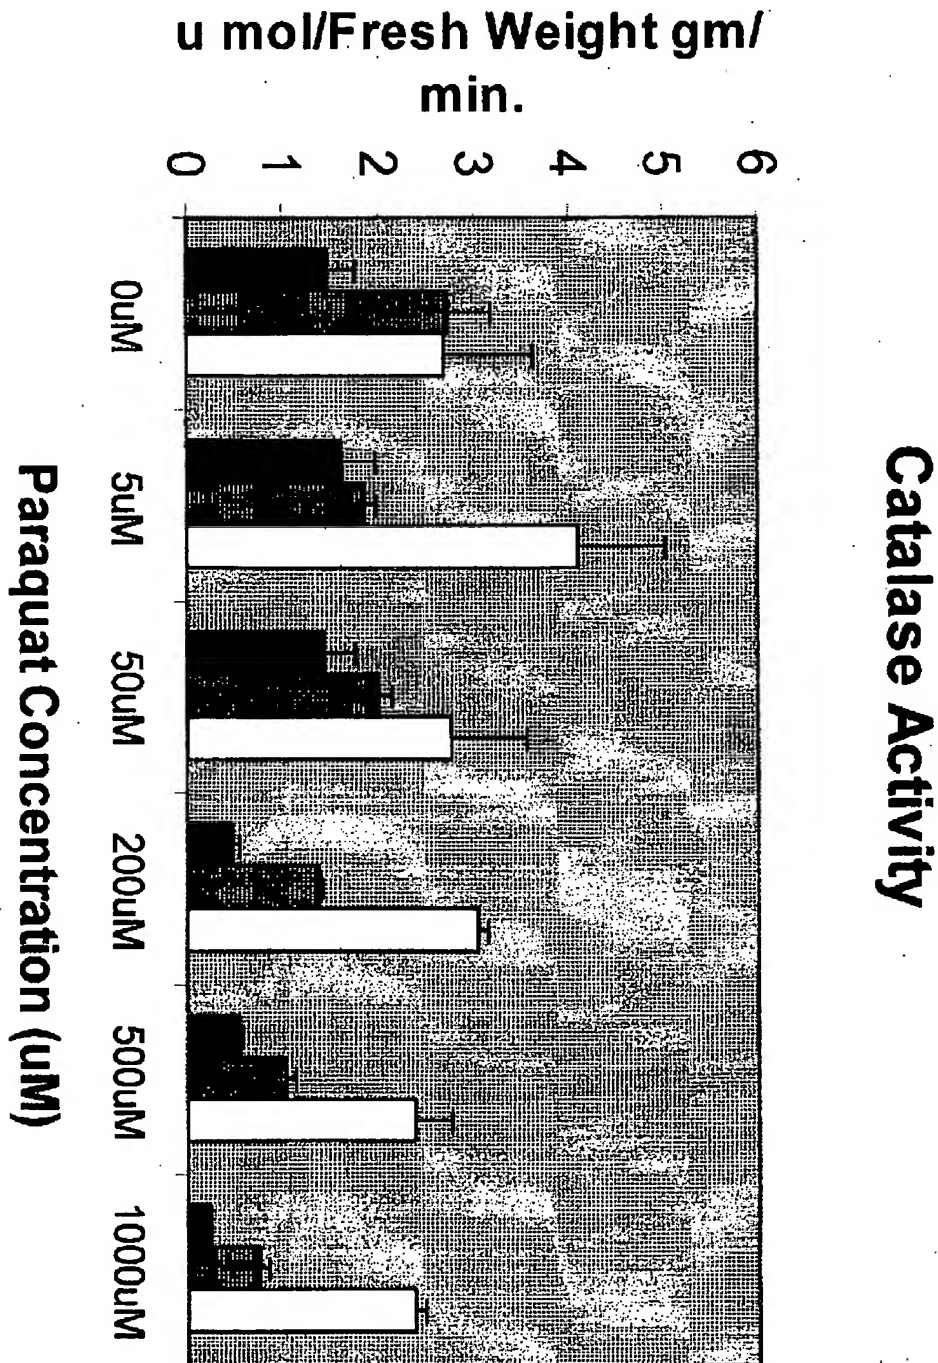 Catalase Activity
u mol/Fresh Weight gm/
min.
6
5
4
3
2
1
0
0uM
5uM
50uM
200uM
500uM
1000uM
Paraquat Concentration (uM)